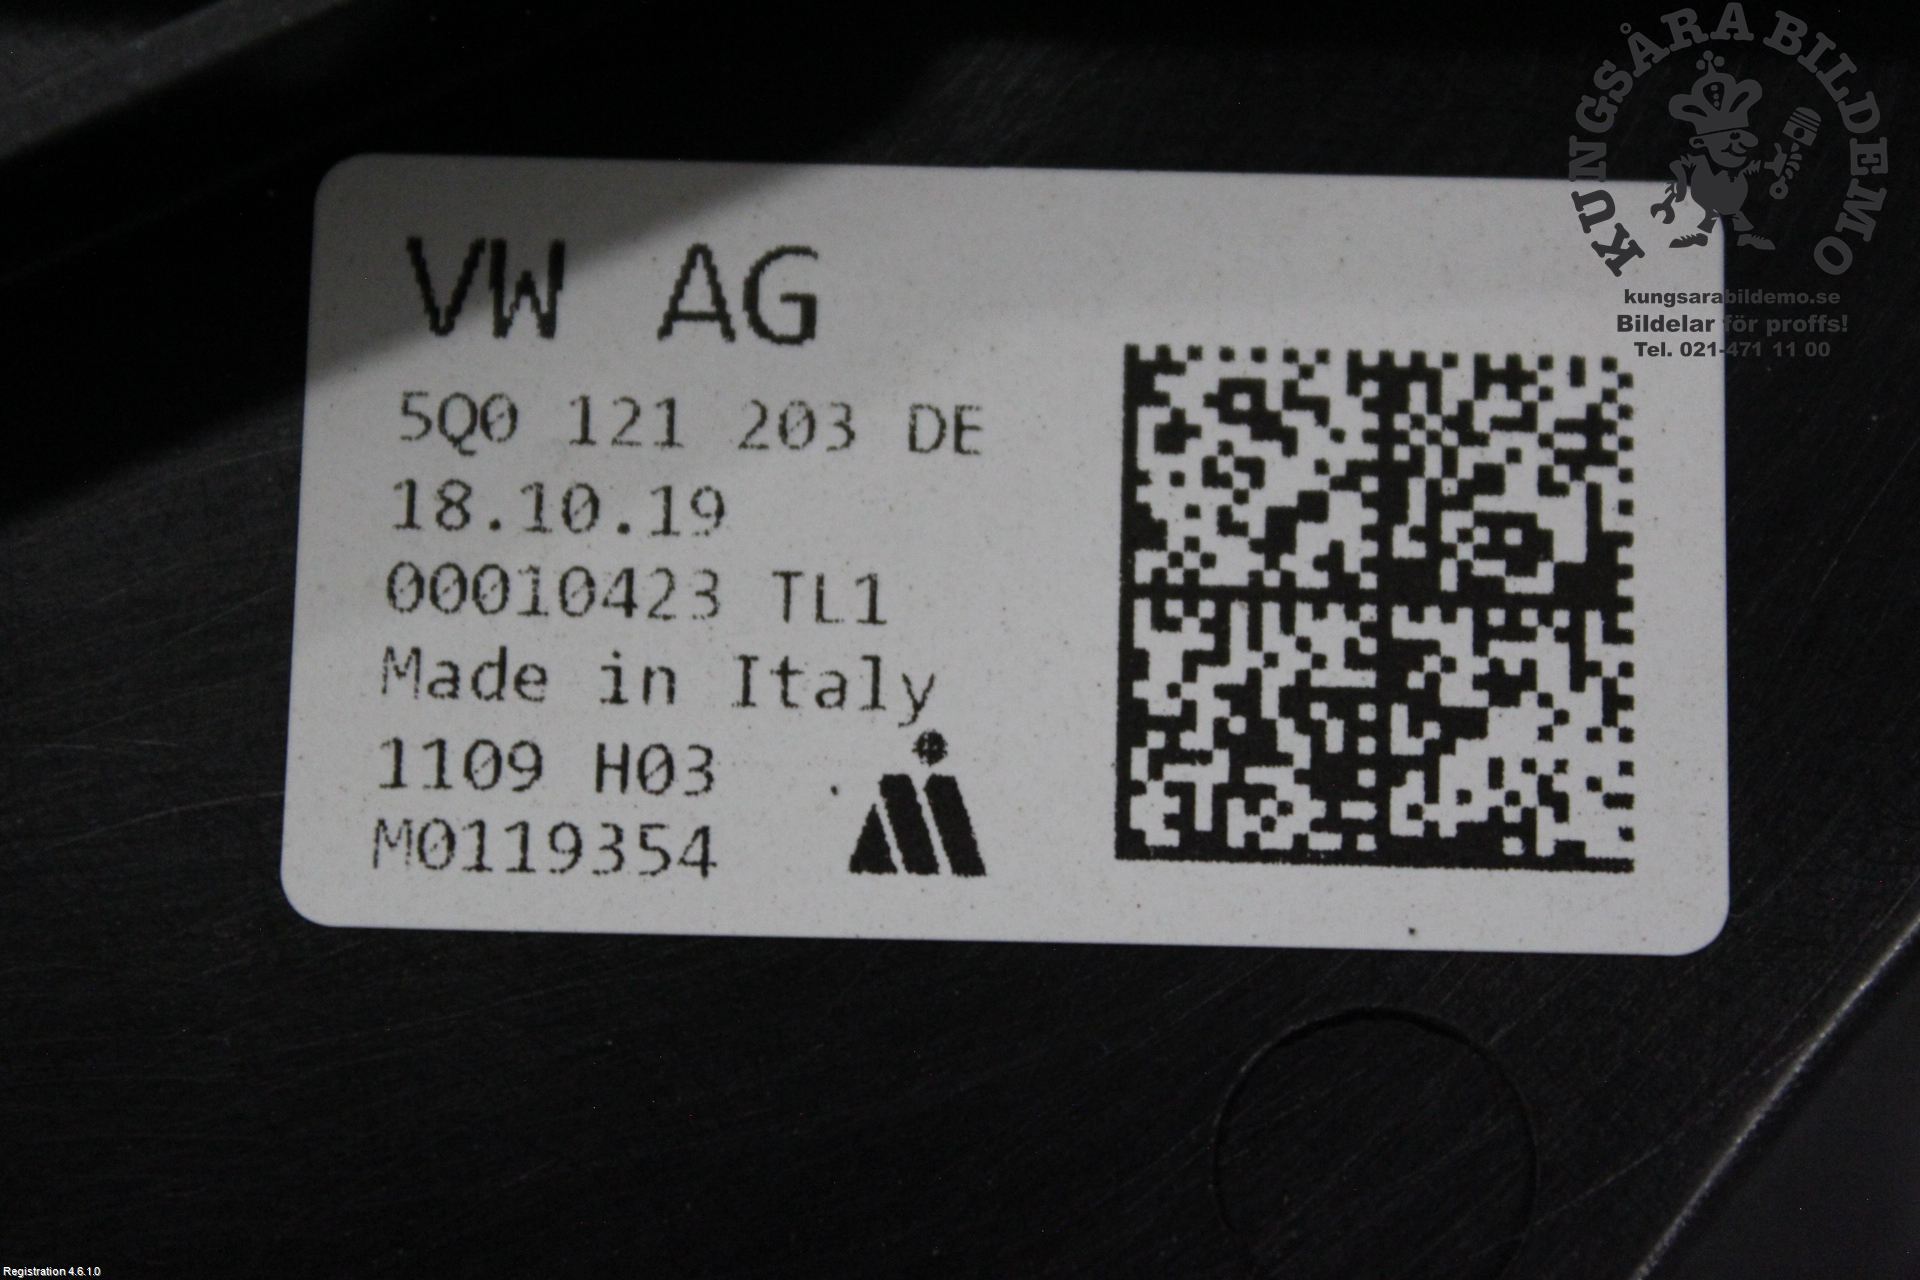 KUNGSÅRA BILDEMO
kungsarabildemo.se
Bildelar för proffs!
Tel. 021-471 11 00
VW AG
5Q0 121 203 DE
18.10.19
00010423 TL1
Made in Italy
1109 H03
M0119354
Registration 4.6.1.0